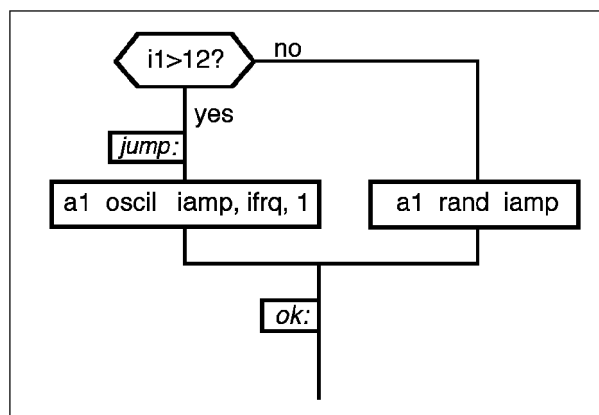 i1>12?
no
yes
jump:
a1 oscil iamp, ifrq, 1
a1 rand iamp
ok: